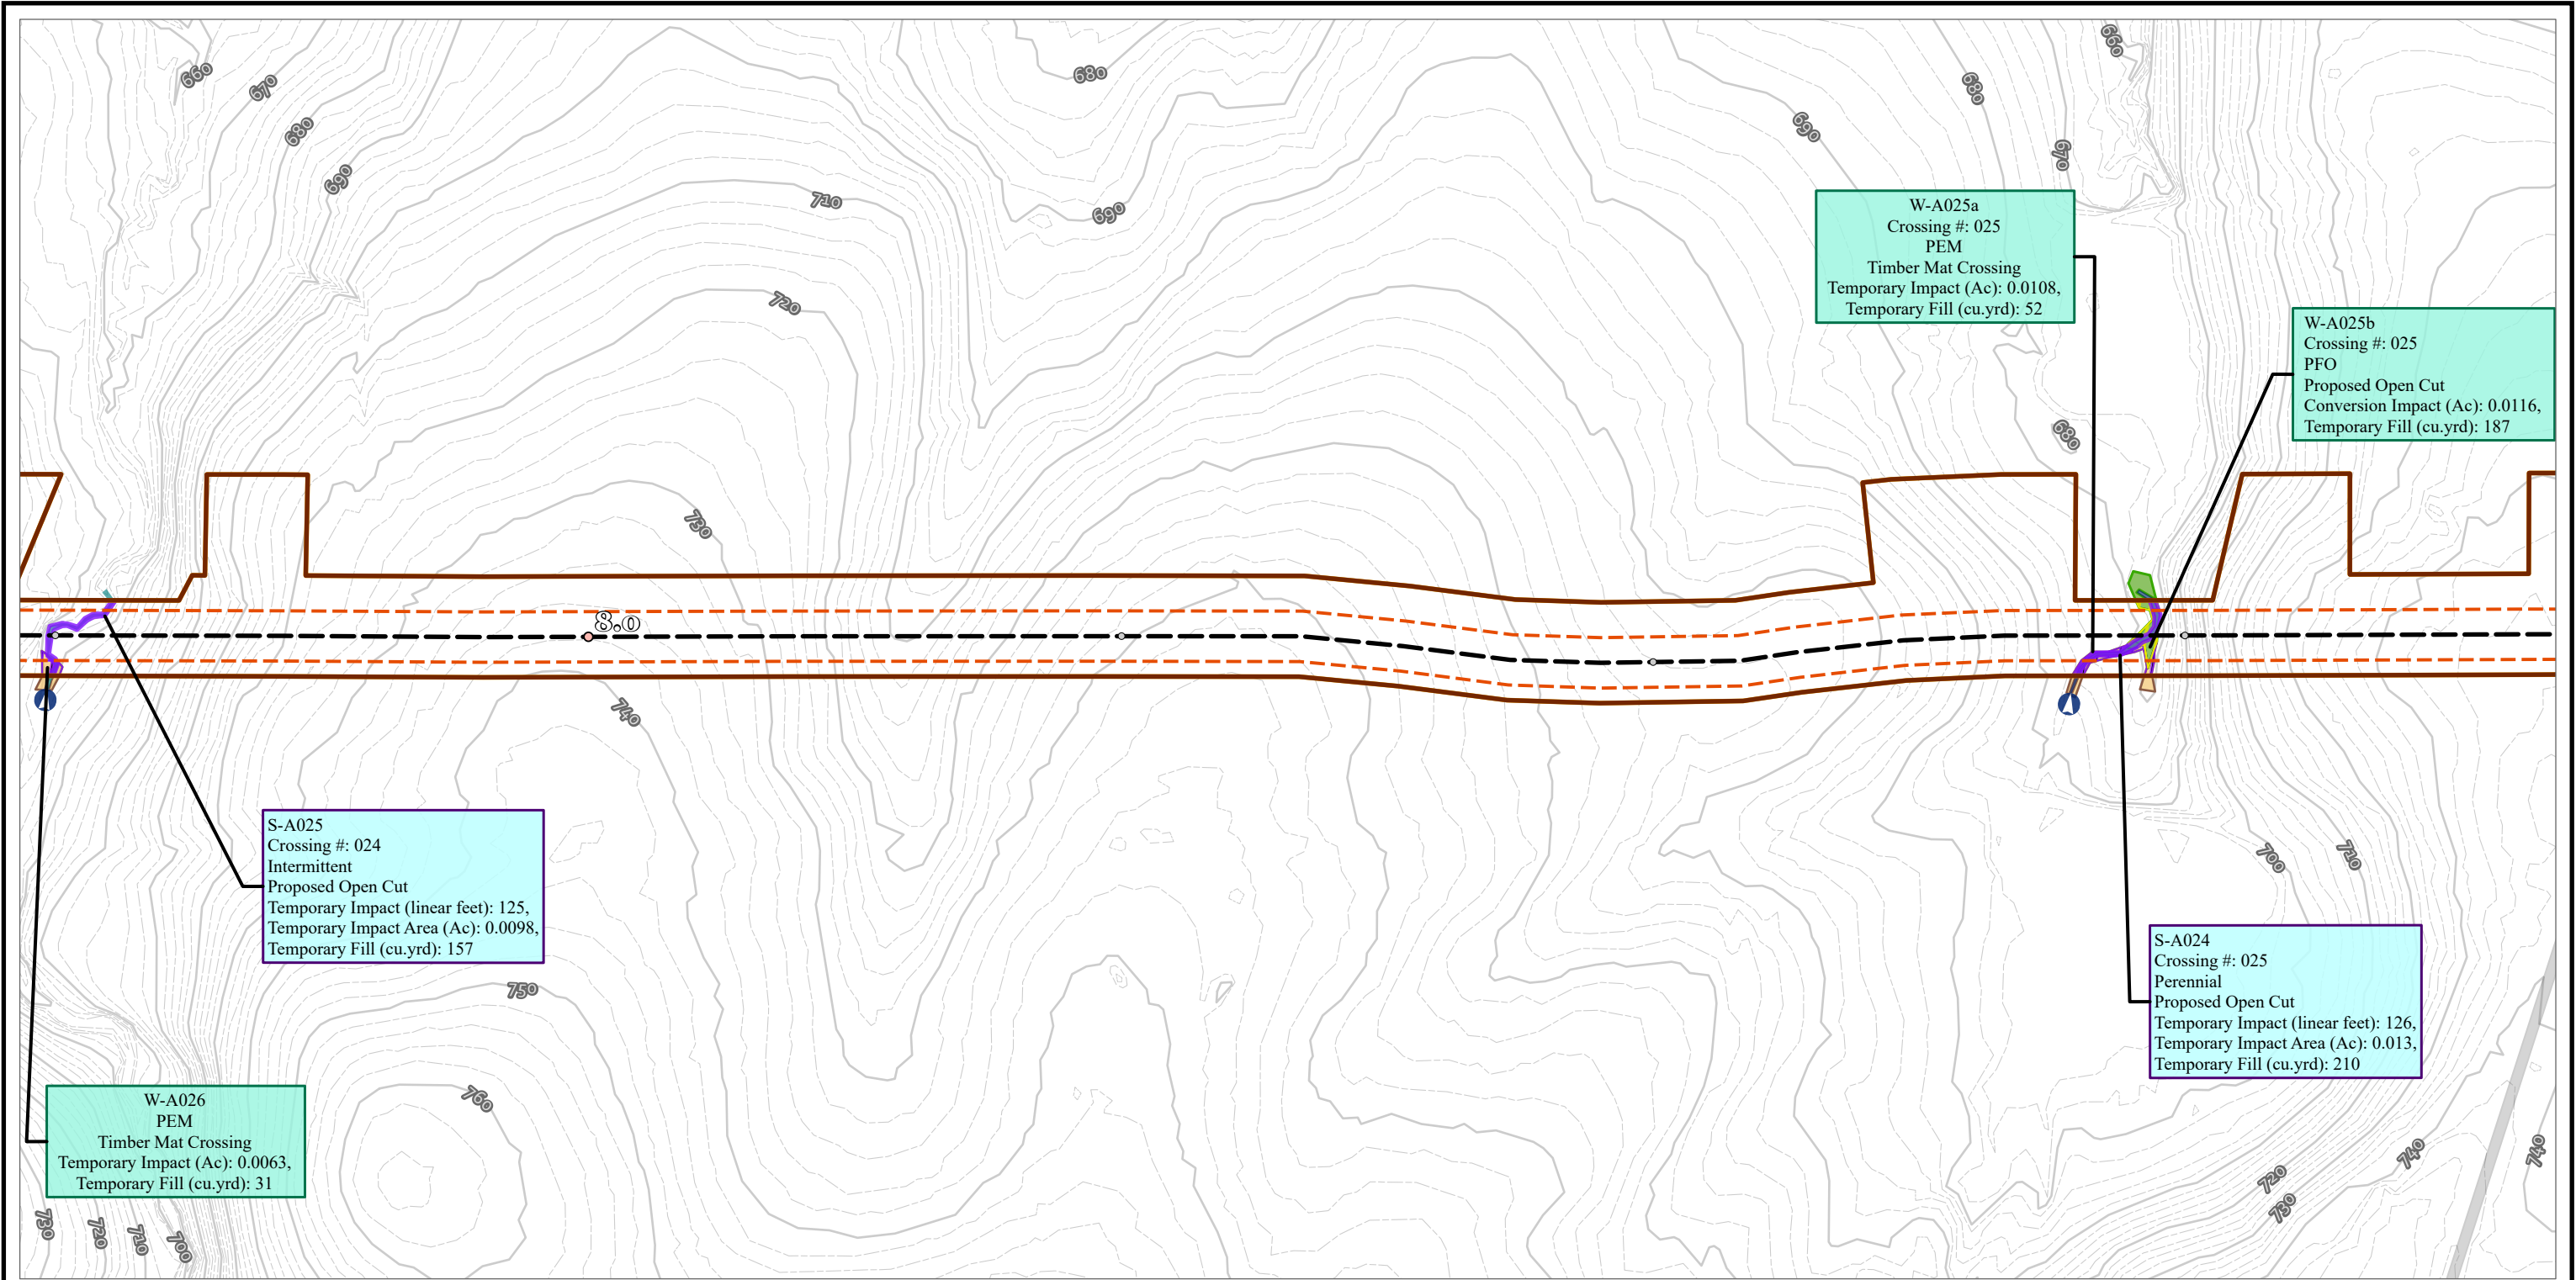 660
660
670
680
680
680
690
670
690
690
710
W-A025a
Crossing #: 025
PEM
Timber Mat Crossing
Temporary Impact (Ac): 0.0108,
Temporary Fill (cu.yrd): 52
720
W-A025b
Crossing #: 025
PFO
Proposed Open Cut
Conversion Impact (Ac): 0.0116,
Temporary Fill (cu.yrd): 187
680
730
8.0
740
S-A025
Crossing #: 024
Intermittent
Proposed Open Cut
Temporary Impact (linear feet): 125,
Temporary Impact Area (Ac): 0.0098,
Temporary Fill (cu.yrd): 157
700
710
S-A024
Crossing #: 025
Perennial
Proposed Open Cut
Temporary Impact (linear feet): 126,
Temporary Impact Area (Ac): 0.013,
Temporary Fill (cu.yrd): 210
750
760
W-A026
PEM
Timber Mat Crossing
Temporary Impact (Ac): 0.0063,
Temporary Fill (cu.yrd): 31
740
740
720
730
730
720
710
700